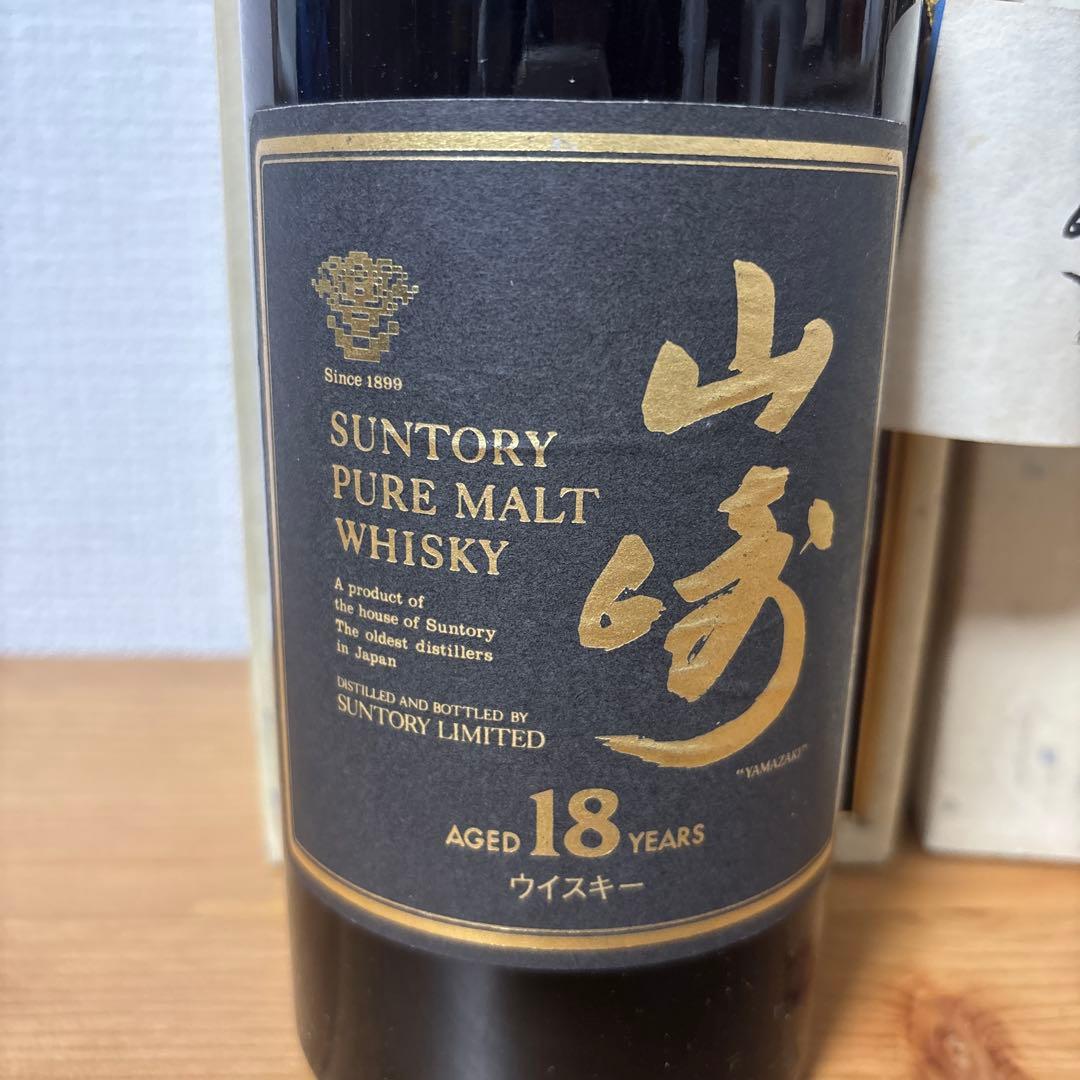 山崎
Since 1899
SUNTORY
PURE MALT
WHISKY
A product of
the house of Suntory
The oldest distillers
in Japan
DISTILLED AND BOTTLED BY
SUNTORY LIMITED
"YAMAZAKI"
AGED 18 YEARS
ウイスキー